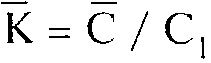 K̅ = C̅ / C₁